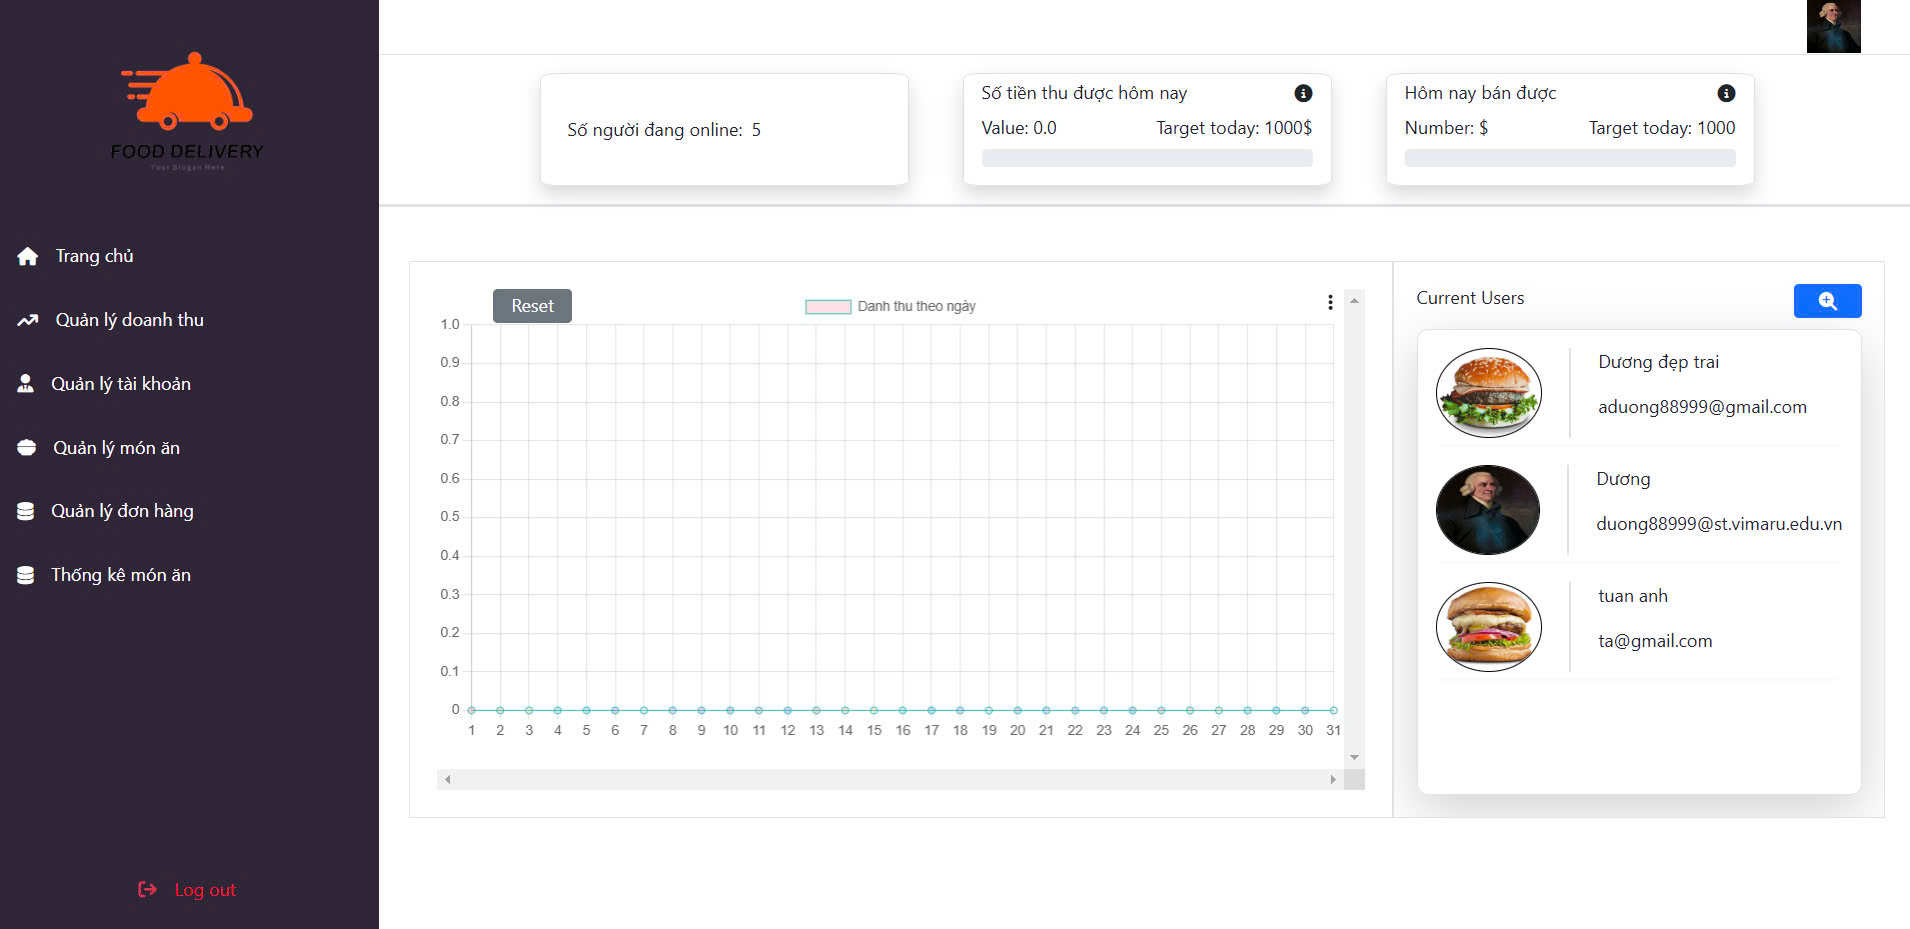 FOOD DELIVERY
Your Slogan Here
Trang chủ
Quản lý doanh thu
Quản lý tài khoản
Quản lý món ăn
Quản lý đơn hàng
Thống kê món ăn
Log out
Số người đang online: 5
Số tiền thu được hôm nay
Value: 0.0 Target today: 1000$
Hôm nay bán được
Number: $ Target today: 1000
Reset
Danh thu theo ngày
1.0
0.9
0.8
0.7
0.6
0.5
0.4
0.3
0.2
0.1
0
1 2 3 4 5 6 7 8 9 10 11 12 13 14 15 16 17 18 19 20 21 22 23 24 25 26 27 28 29 30 31
Current Users
Dương đẹp trai
aduong88999@gmail.com
Dương
duong88999@st.vimaru.edu.vn
tuan anh
ta@gmail.com